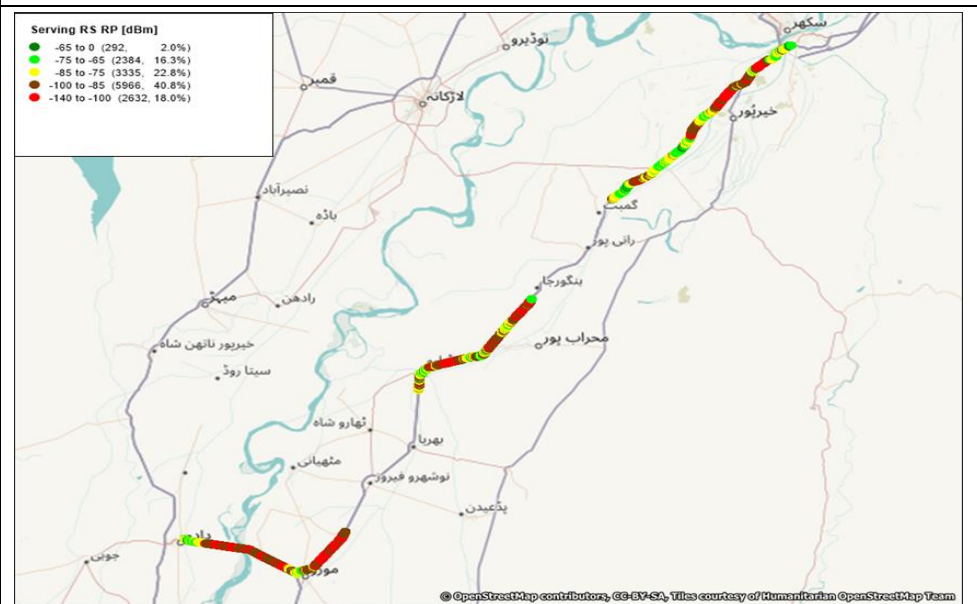 Serving RS RP [dBm]
-65 to 0 (292, 2.0%)
-75 to -65 (2384, 16.3%)
-85 to -75 (3335, 22.8%)
-100 to -85 (5966, 40.8%)
-140 to -100 (2632, 18.0%)
سکھر
نوڈیرو
قمبر
لاڑکانہ
خیرپُور
نصیرآباد
باڈہ
گمبٹ
رانی پور
ہنگورجا
میہڑ
رادھن
خیرپور ناتھن شاہ
محراب پور
سیتا روڈ
ٹھارو شاہ
بھریا
مٹھیانی
نوشھرو فیروز
پڈعیدن
جوہی
مورو
© OpenStreetMap contributors, CC-BY-SA, Tiles courtesy of Humanitarian OpenStreetMap Team